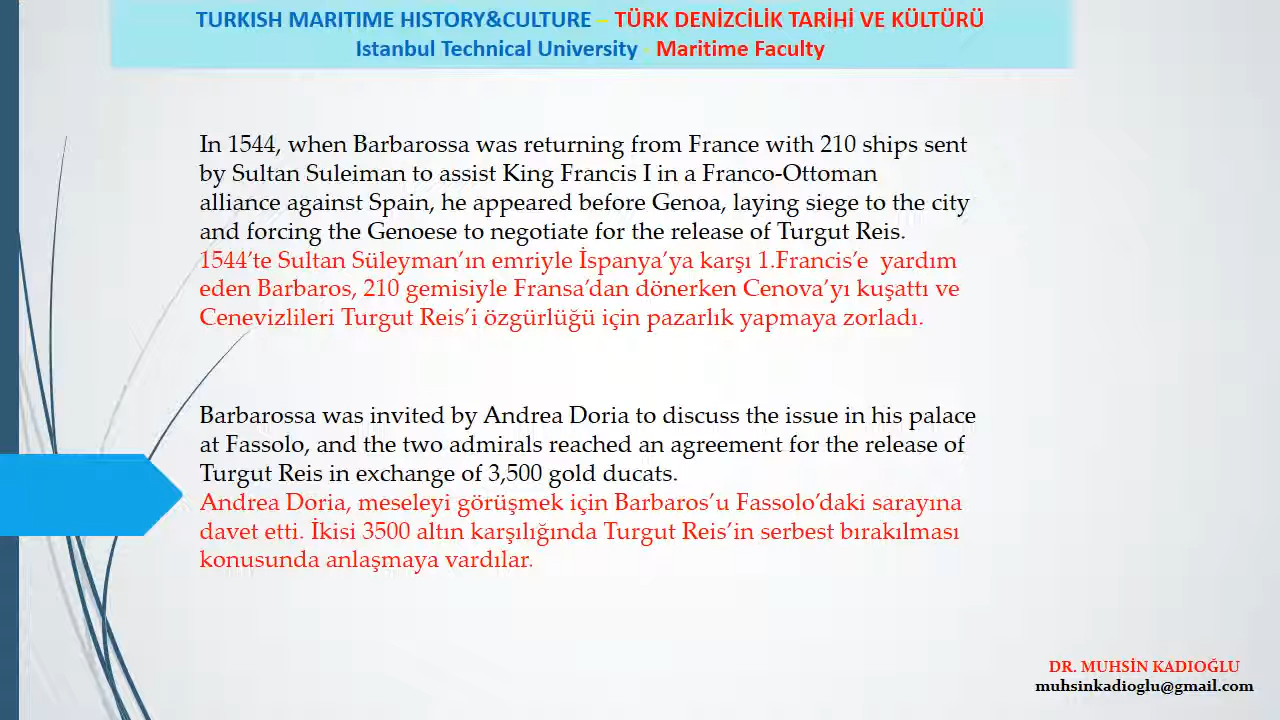 TURKISH MARITIME HISTORY&CULTURE – TÜRK DENİZCİLİK TARİHİ VE KÜLTÜRÜ
Istanbul Technical University - Maritime Faculty
In 1544, when Barbarossa was returning from France with 210 ships sent
by Sultan Suleiman to assist King Francis I in a Franco-Ottoman
alliance against Spain, he appeared before Genoa, laying siege to the city
and forcing the Genoese to negotiate for the release of Turgut Reis.
1544’te Sultan Süleyman’ın emriyle İspanya’ya karşı 1.Francis’e yardım
eden Barbaros, 210 gemisiyle Fransa’dan dönerken Cenova’yı kuşattı ve
Cenevizlileri Turgut Reis’i özgürlüğü için pazarlık yapmaya zorladı.
Barbarossa was invited by Andrea Doria to discuss the issue in his palace
at Fassolo, and the two admirals reached an agreement for the release of
Turgut Reis in exchange of 3,500 gold ducats.
Andrea Doria, meseleyi görüşmek için Barbaros’u Fassolo’daki sarayına
davet etti. İkisi 3500 altın karşılığında Turgut Reis’in serbest bırakılması
konusunda anlaşmaya vardılar.
DR. MUHSİN KADIOĞLU
muhsinkadioglu@gmail.com